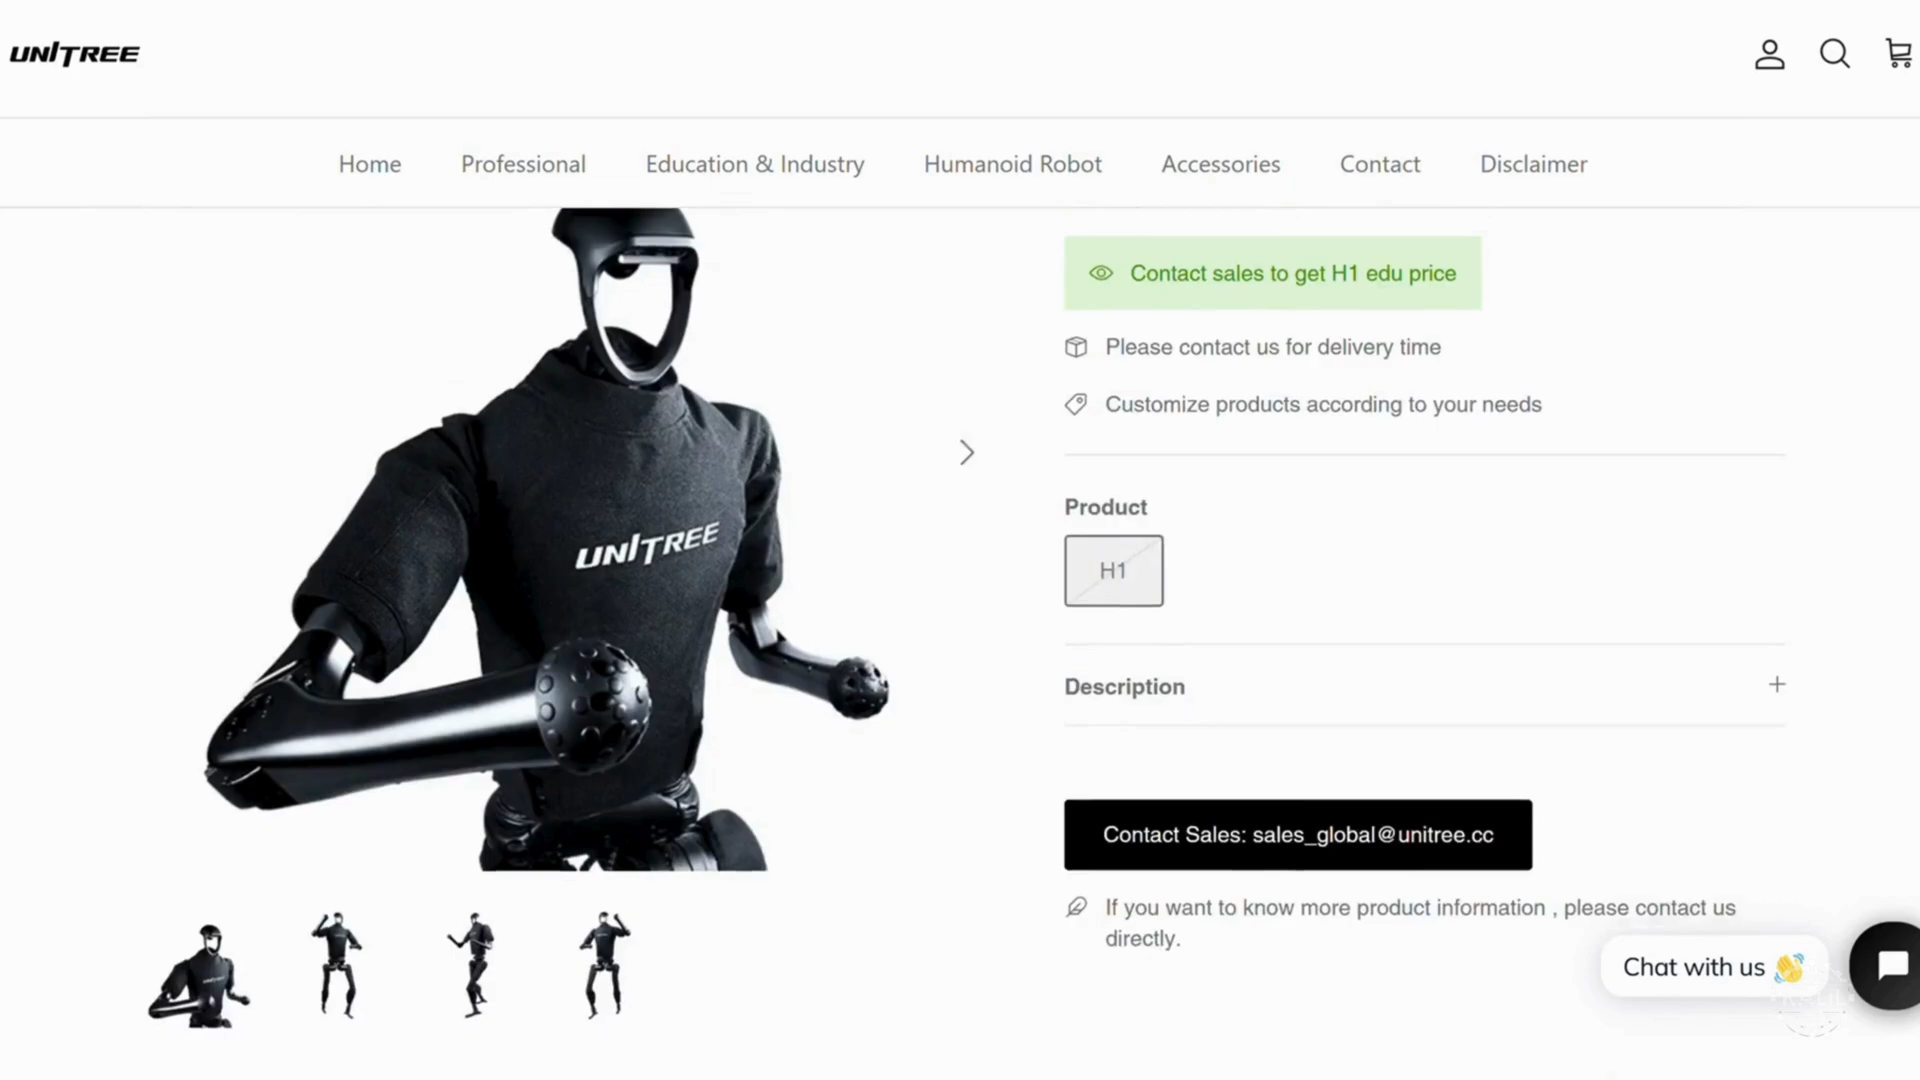 UNITREE
Home Professional Education & Industry Humanoid Robot Accessories Contact Disclaimer
UNITREE
Contact sales to get H1 edu price
Please contact us for delivery time
Customize products according to your needs
Product
H1
Description
Contact Sales: sales_global@unitree.cc
If you want to know more product information , please contact us
directly.
Chat with us 👋